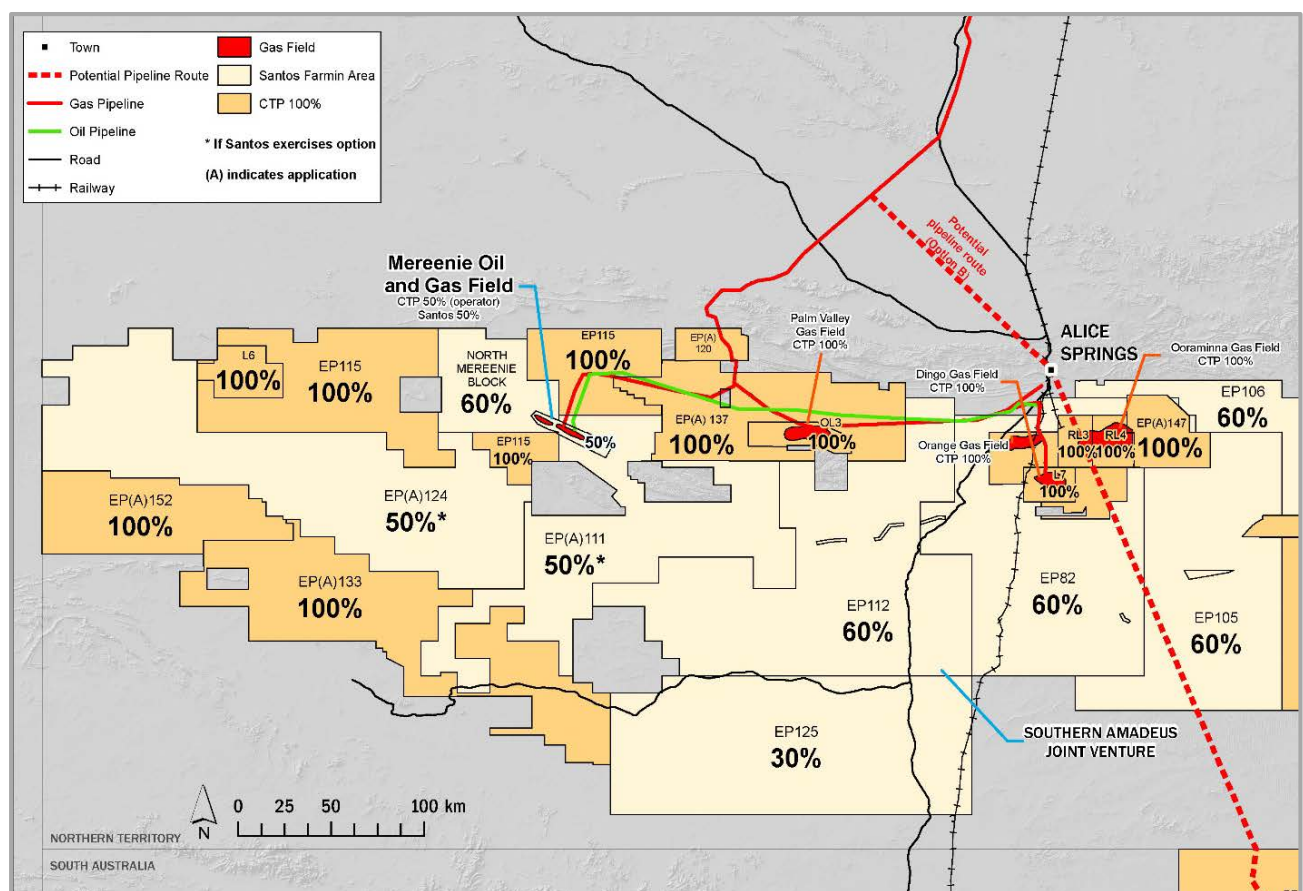 Town
Potential Pipeline Route
Gas Pipeline
Oil Pipeline
Road
Railway
Gas Field
Santos Farmin Area
CTP 100%
* If Santos exercises option
(A) indicates application
Potential
pipeline route
(Option B)
Mereenie Oil
and Gas Field
CTP 50% (operator)
Santos 50%
Palm Valley
Gas Field
CTP 100%
ALICE
SPRINGS
Ooraminna Gas Field
CTP 100%
Dingo Gas Field
CTP 100%
L6
100%
EP115
100%
NORTH
MEREENIE
BLOCK
60%
EP115
100%
EP(A)
120
EP106
60%
50%
EP(A) 137
100%
OL3
100%
Orange Gas Field
CTP 100%
RL3
100%
RL4
100%
EP(A)147
100%
EP115
100%
L7
100%
EP(A)152
100%
EP(A)124
50%*
EP(A)111
50%*
EP(A)133
100%
EP112
60%
EP82
60%
EP105
60%
EP125
30%
SOUTHERN AMADEUS
JOINT VENTURE
N
0 25 50 100 km
NORTHERN TERRITORY
SOUTH AUSTRALIA